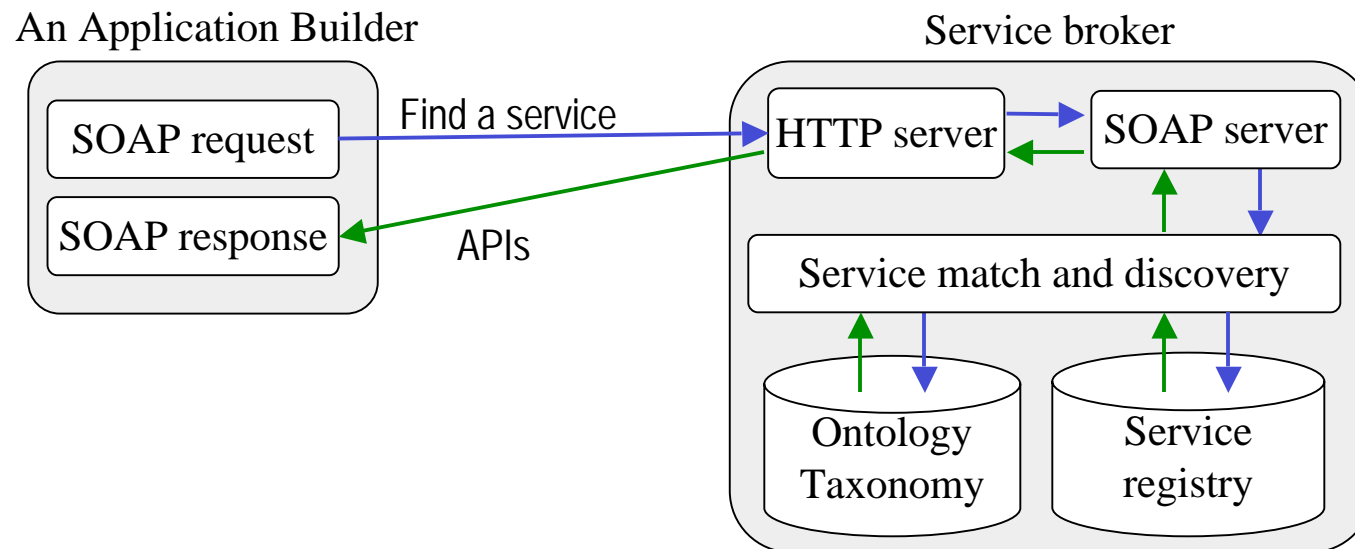 An Application Builder
Service broker
SOAP request
Find a service
HTTP server
SOAP server
SOAP response
APIs
Service match and discovery
Ontology
Taxonomy
Service
registry